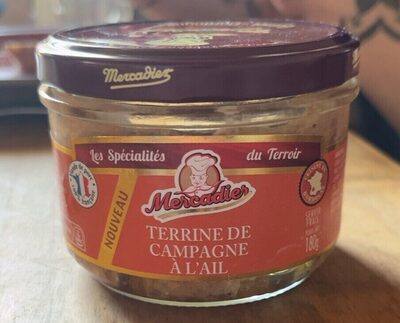 Mercadier
Les Spécialités du Terroir
Mercadier
NOUVEAU
TERRINE DE
CAMPAGNE
À L'AIL
180g